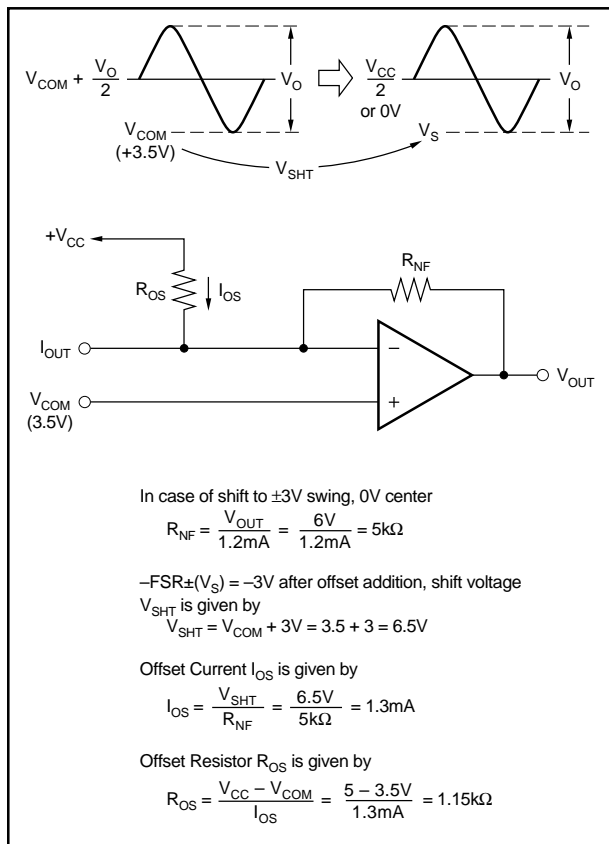 V_COM + V_O/2
V_O
V_CC/2
or 0V
V_O
V_COM
(+3.5V)
V_SHT
V_S
+V_CC
R_OS
I_OS
R_NF
I_OUT
−
V_OUT
V_COM
(3.5V)
+
In case of shift to ±3V swing, 0V center
R_NF = V_OUT/1.2mA = 6V/1.2mA = 5kΩ
–FSR±(V_S) = –3V after offset addition, shift voltage
V_SHT is given by
V_SHT = V_COM + 3V = 3.5 + 3 = 6.5V
Offset Current I_OS is given by
I_OS = V_SHT/R_NF = 6.5V/5kΩ = 1.3mA
Offset Resistor R_OS is given by
R_OS = V_CC – V_COM/I_OS = 5 – 3.5V/1.3mA = 1.15kΩ